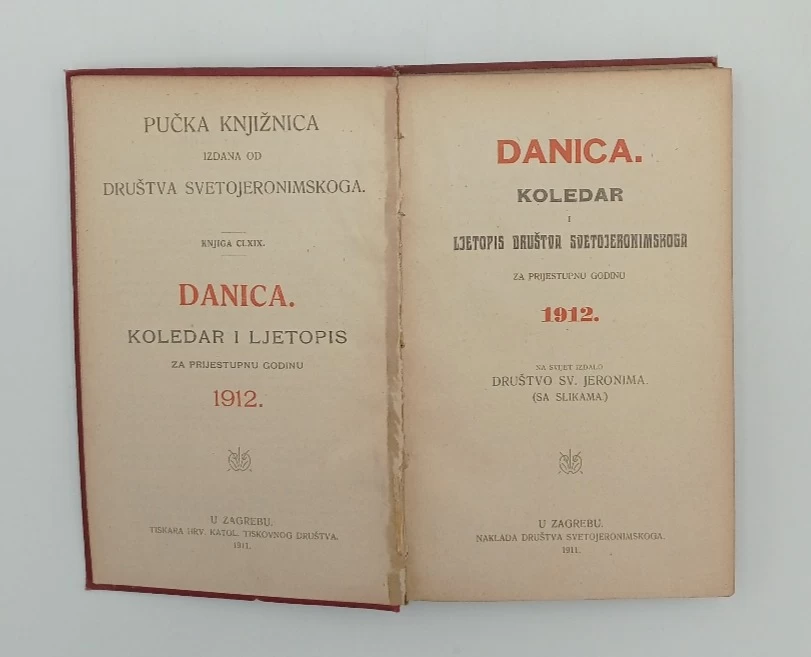 PUČKA KNJIŽNICA
IZDANA OD
DRUŠTVA SVETOJERONIMSKOGA.
KNJIGA CLXIX.
DANICA.
KOLEDAR I LJETOPIS
ZA PRIJESTUPNU GODINU
1912.
U ZAGREBU.
TISKARA HRV. KATOL. TISKOVNOG DRUŠTVA.
1911.
DANICA.
KOLEDAR
I
LJETOPIS DRUŠTVA SVETOJERONIMSKOGA
ZA PRIJESTUPNU GODINU
1912.
NA SVIJET IZDALO
DRUŠTVO SV. JERONIMA.
(SA SLIKAMA.)
U ZAGREBU.
NAKLADA DRUŠTVA SVETOJERONIMSKOGA.
1911.